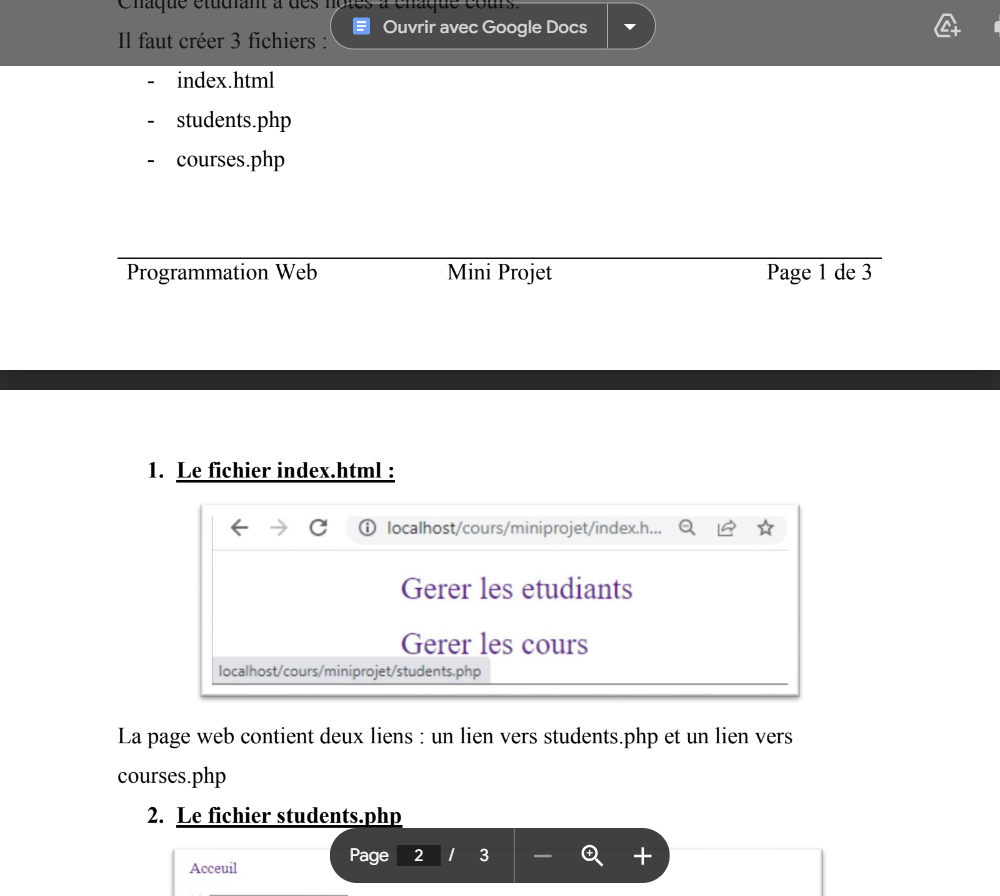 Chaque étudiant a des notes à chaque cours.
Ouvrir avec Google Docs
Il faut créer 3 fichiers :
- index.html
- students.php
- courses.php
Programmation Web Mini Projet Page 1 de 3
1. Le fichier index.html :
localhost/cours/miniprojet/index.h...
Gerer les etudiants
Gerer les cours
localhost/cours/miniprojet/students.php
La page web contient deux liens : un lien vers students.php et un lien vers
courses.php
2. Le fichier students.php
Page 2 / 3
Acceuil